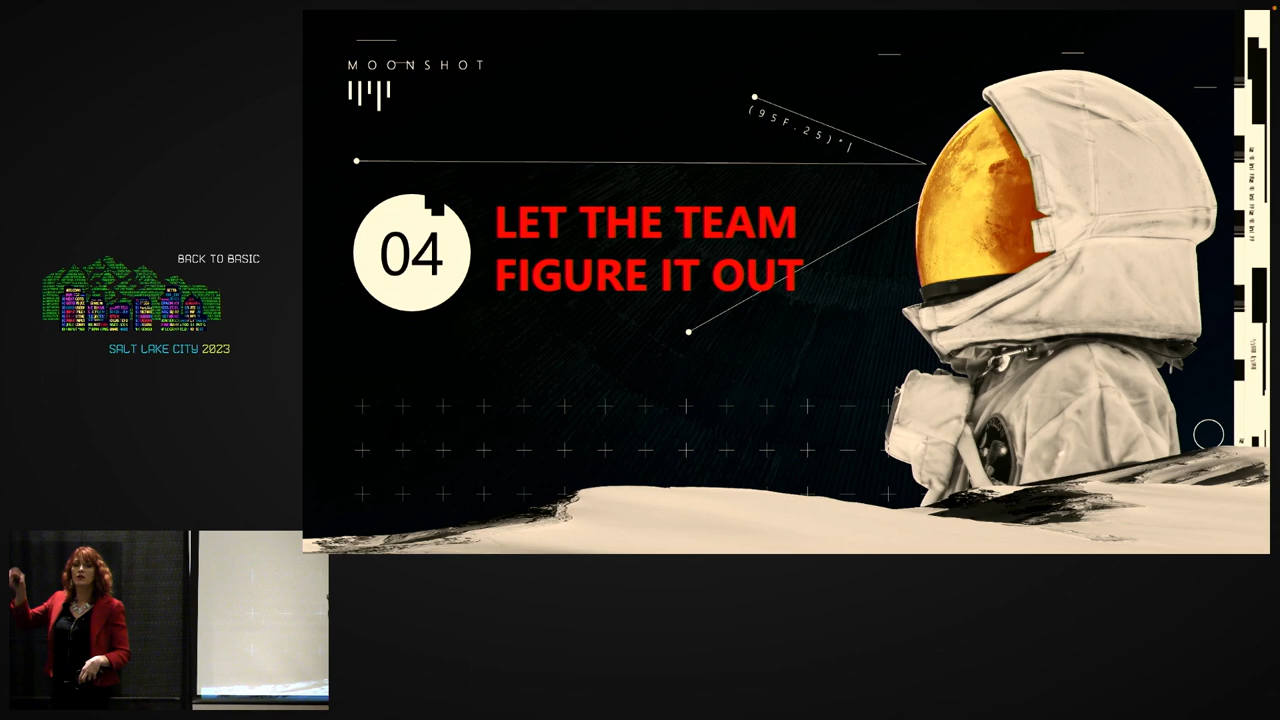 MOONSHOT
(95F.25)*|
04
LET THE TEAM
FIGURE IT OUT
BACK TO BASIC
SALT LAKE CITY 2023